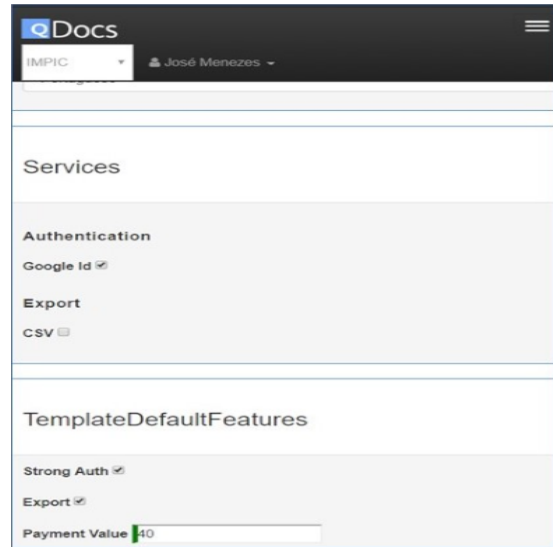 QDocs
IMPIC
José Menezes
Services
Authentication
Google Id
Export
CSV
TemplateDefaultFeatures
Strong Auth
Export
Payment Value 40